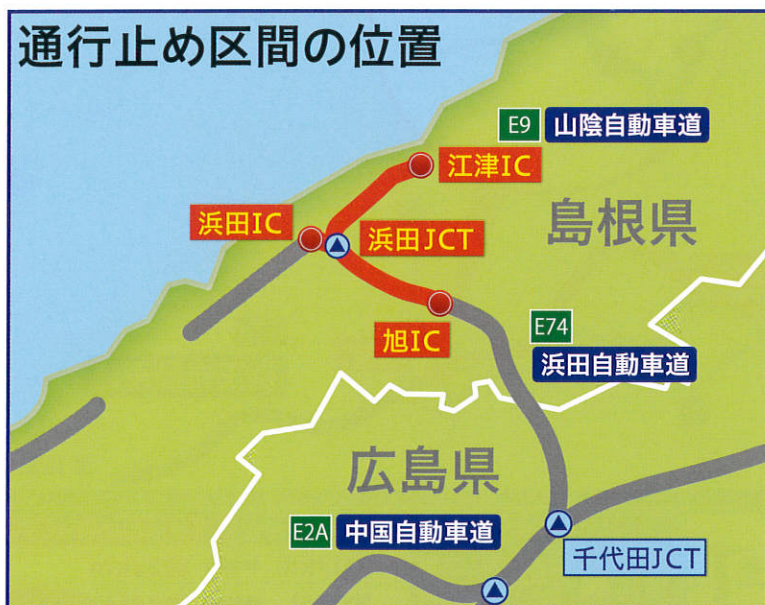 通行止め区間の位置
E9 山陰自動車道
江津IC
浜田IC
浜田JCT
島根県
旭IC
E74
浜田自動車道
広島県
E2A 中国自動車道
千代田JCT